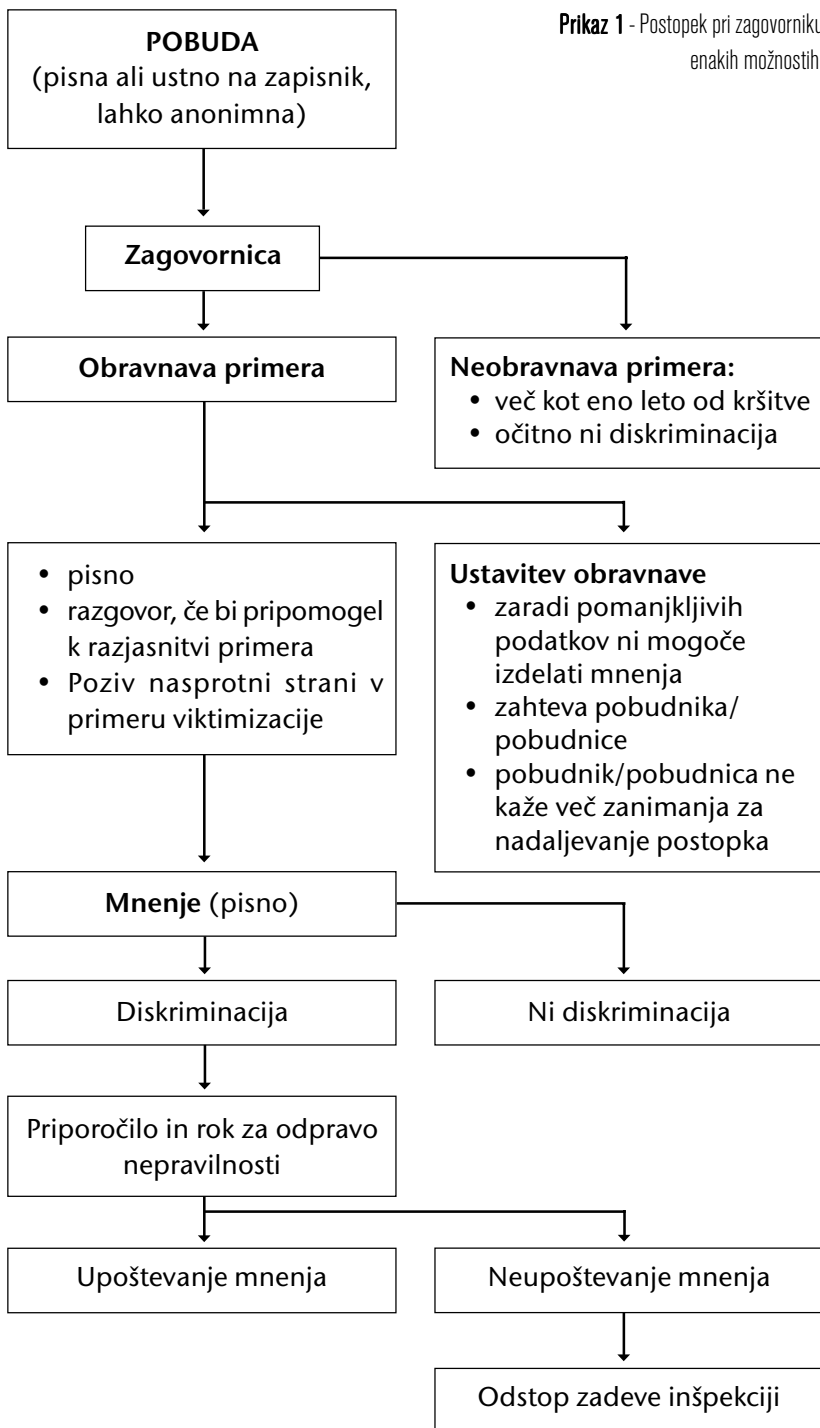 Prikaz 1 - Postopek pri zagovorniku
enakih možnostih
POBUDA
(pisna ali ustno na zapisnik,
lahko anonimna)
Zagovornica
Obravnava primera
Neobravnava primera:
• več kot eno leto od kršitve
• očitno ni diskriminacija
• pisno
• razgovor, če bi pripomogel
k razjasnitvi primera
• Poziv nasprotni strani v
primeru viktimizacije
Ustavitev obravnave
• zaradi pomanjkljivih
podatkov ni mogoče
izdelati mnenja
• zahteva pobudnika/
pobudnice
• pobudnik/pobudnica ne
kaže več zanimanja za
nadaljevanje postopka
Mnenje (pisno)
Diskriminacija
Ni diskriminacija
Priporočilo in rok za odpravo
nepravilnosti
Upoštevanje mnenja
Neupoštevanje mnenja
Odstop zadeve inšpekciji